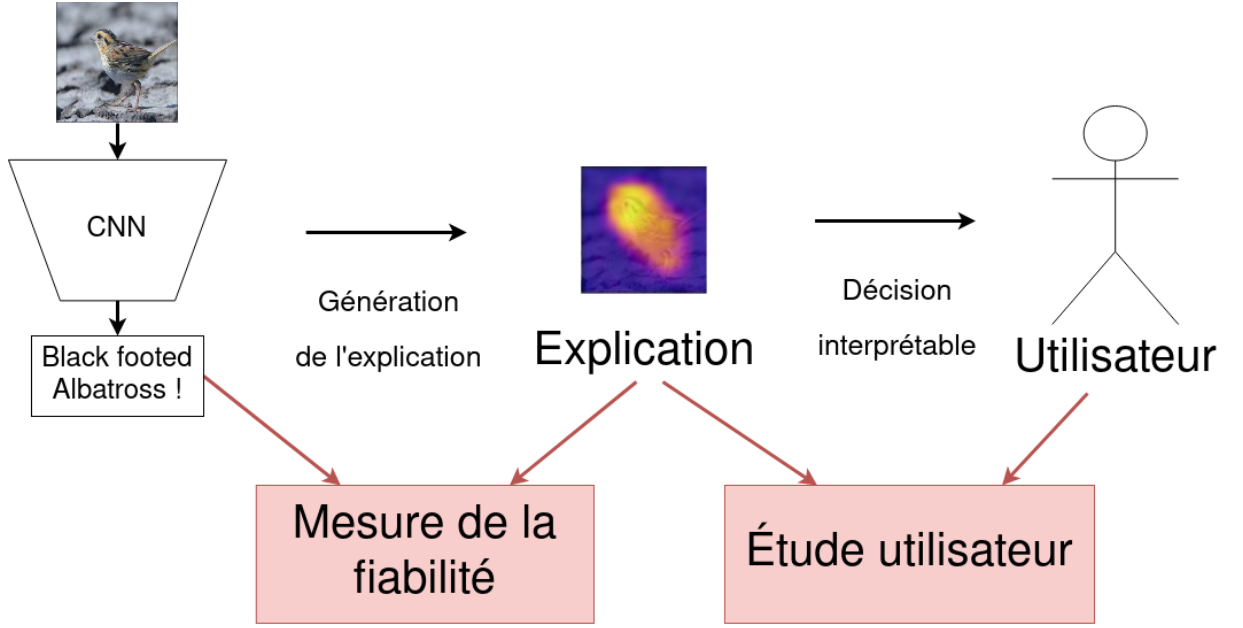 CNN
Black footed
Albatross !
Génération
de l'explication
Explication
Décision
interprétable
Utilisateur
Mesure de la
fiabilité
Étude utilisateur